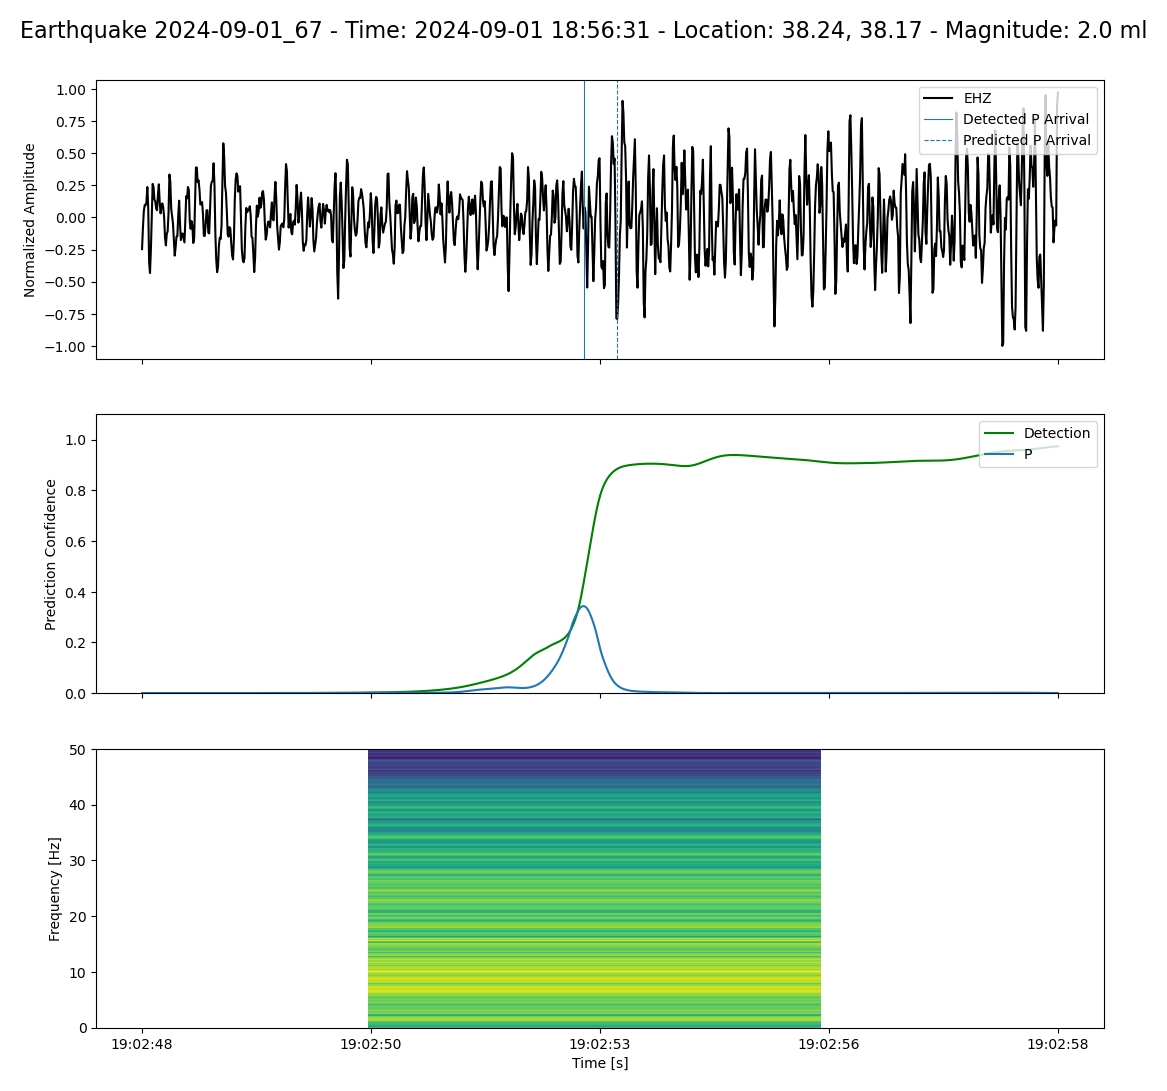 Earthquake 2024-09-01_67 - Time: 2024-09-01 18:56:31 - Location: 38.24, 38.17 - Magnitude: 2.0 ml
1.00
0.75
0.50
0.25
0.00
−0.25
−0.50
−0.75
−1.00
Normalized Amplitude
EHZ
Detected P Arrival
Predicted P Arrival
1.0
0.8
0.6
0.4
0.2
0.0
Prediction Confidence
Detection
P
50
40
30
20
10
0
Frequency [Hz]
19:02:48 19:02:50 19:02:53 19:02:56 19:02:58
Time [s]